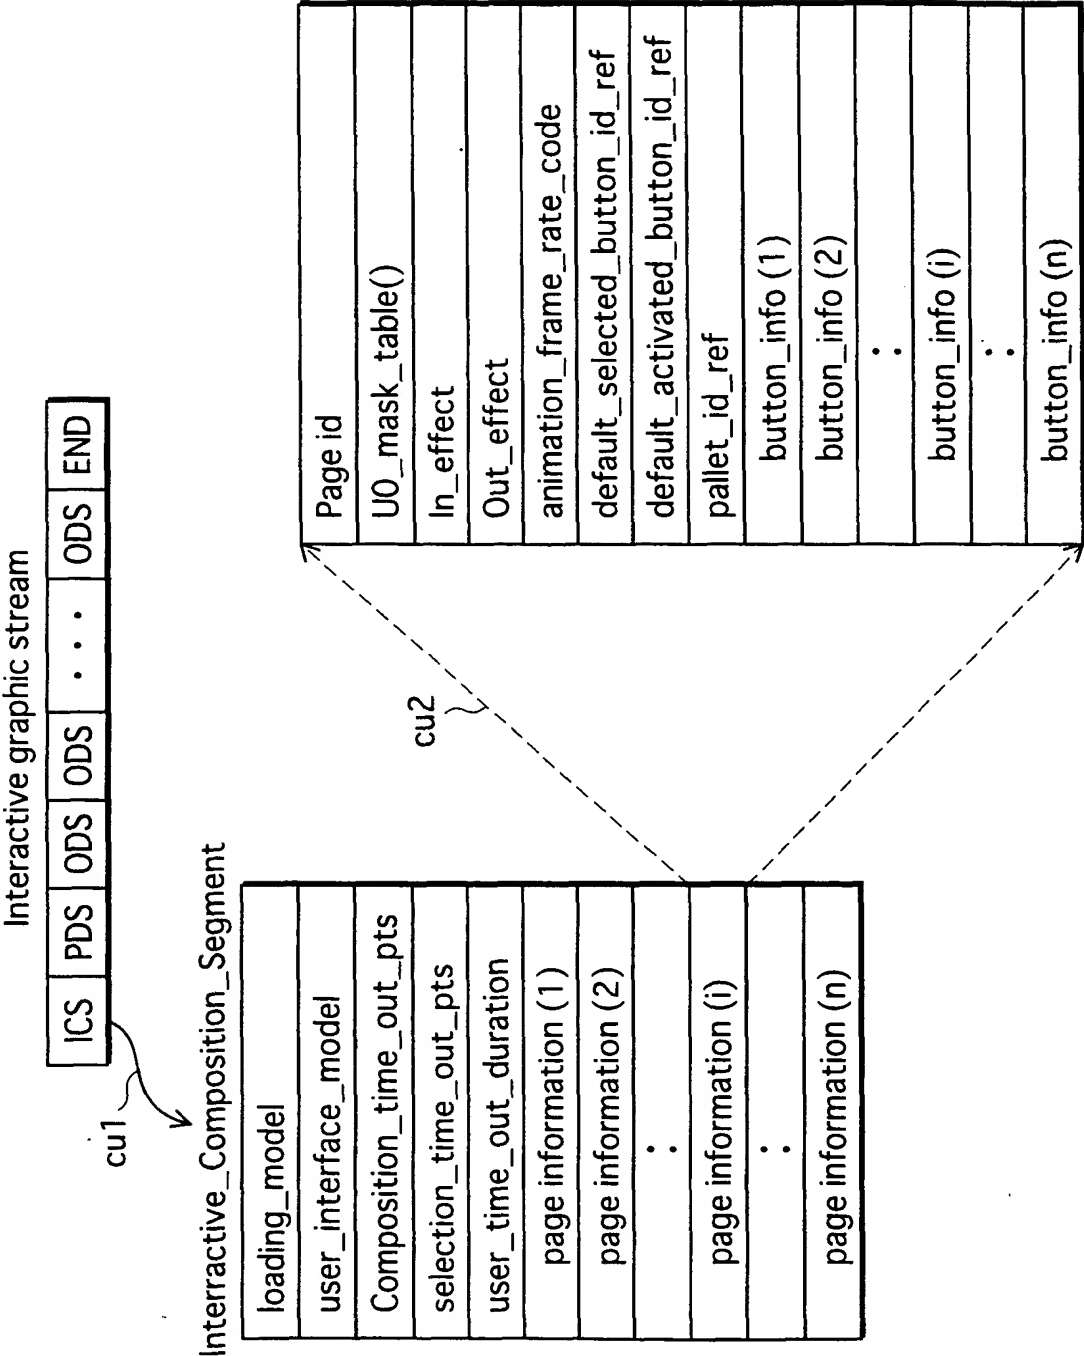 Interactive graphic stream
ICS PDS ODS ODS . . . ODS END
cu1
Interractive_Composition_Segment
loading_model
user_interface_model
Composition_time_out_pts
selection_time_out_pts
user_time_out_duration
page information (1)
page information (2)
:
page information (i)
:
page information (n)
cu2
Page id
UO_mask_table()
In_effect
Out_effect
animation_frame_rate_code
default_selected_button_id_ref
default_activated_button_id_ref
pallet_id_ref
button_info (1)
button_info (2)
:
button_info (i)
:
button_info (n)